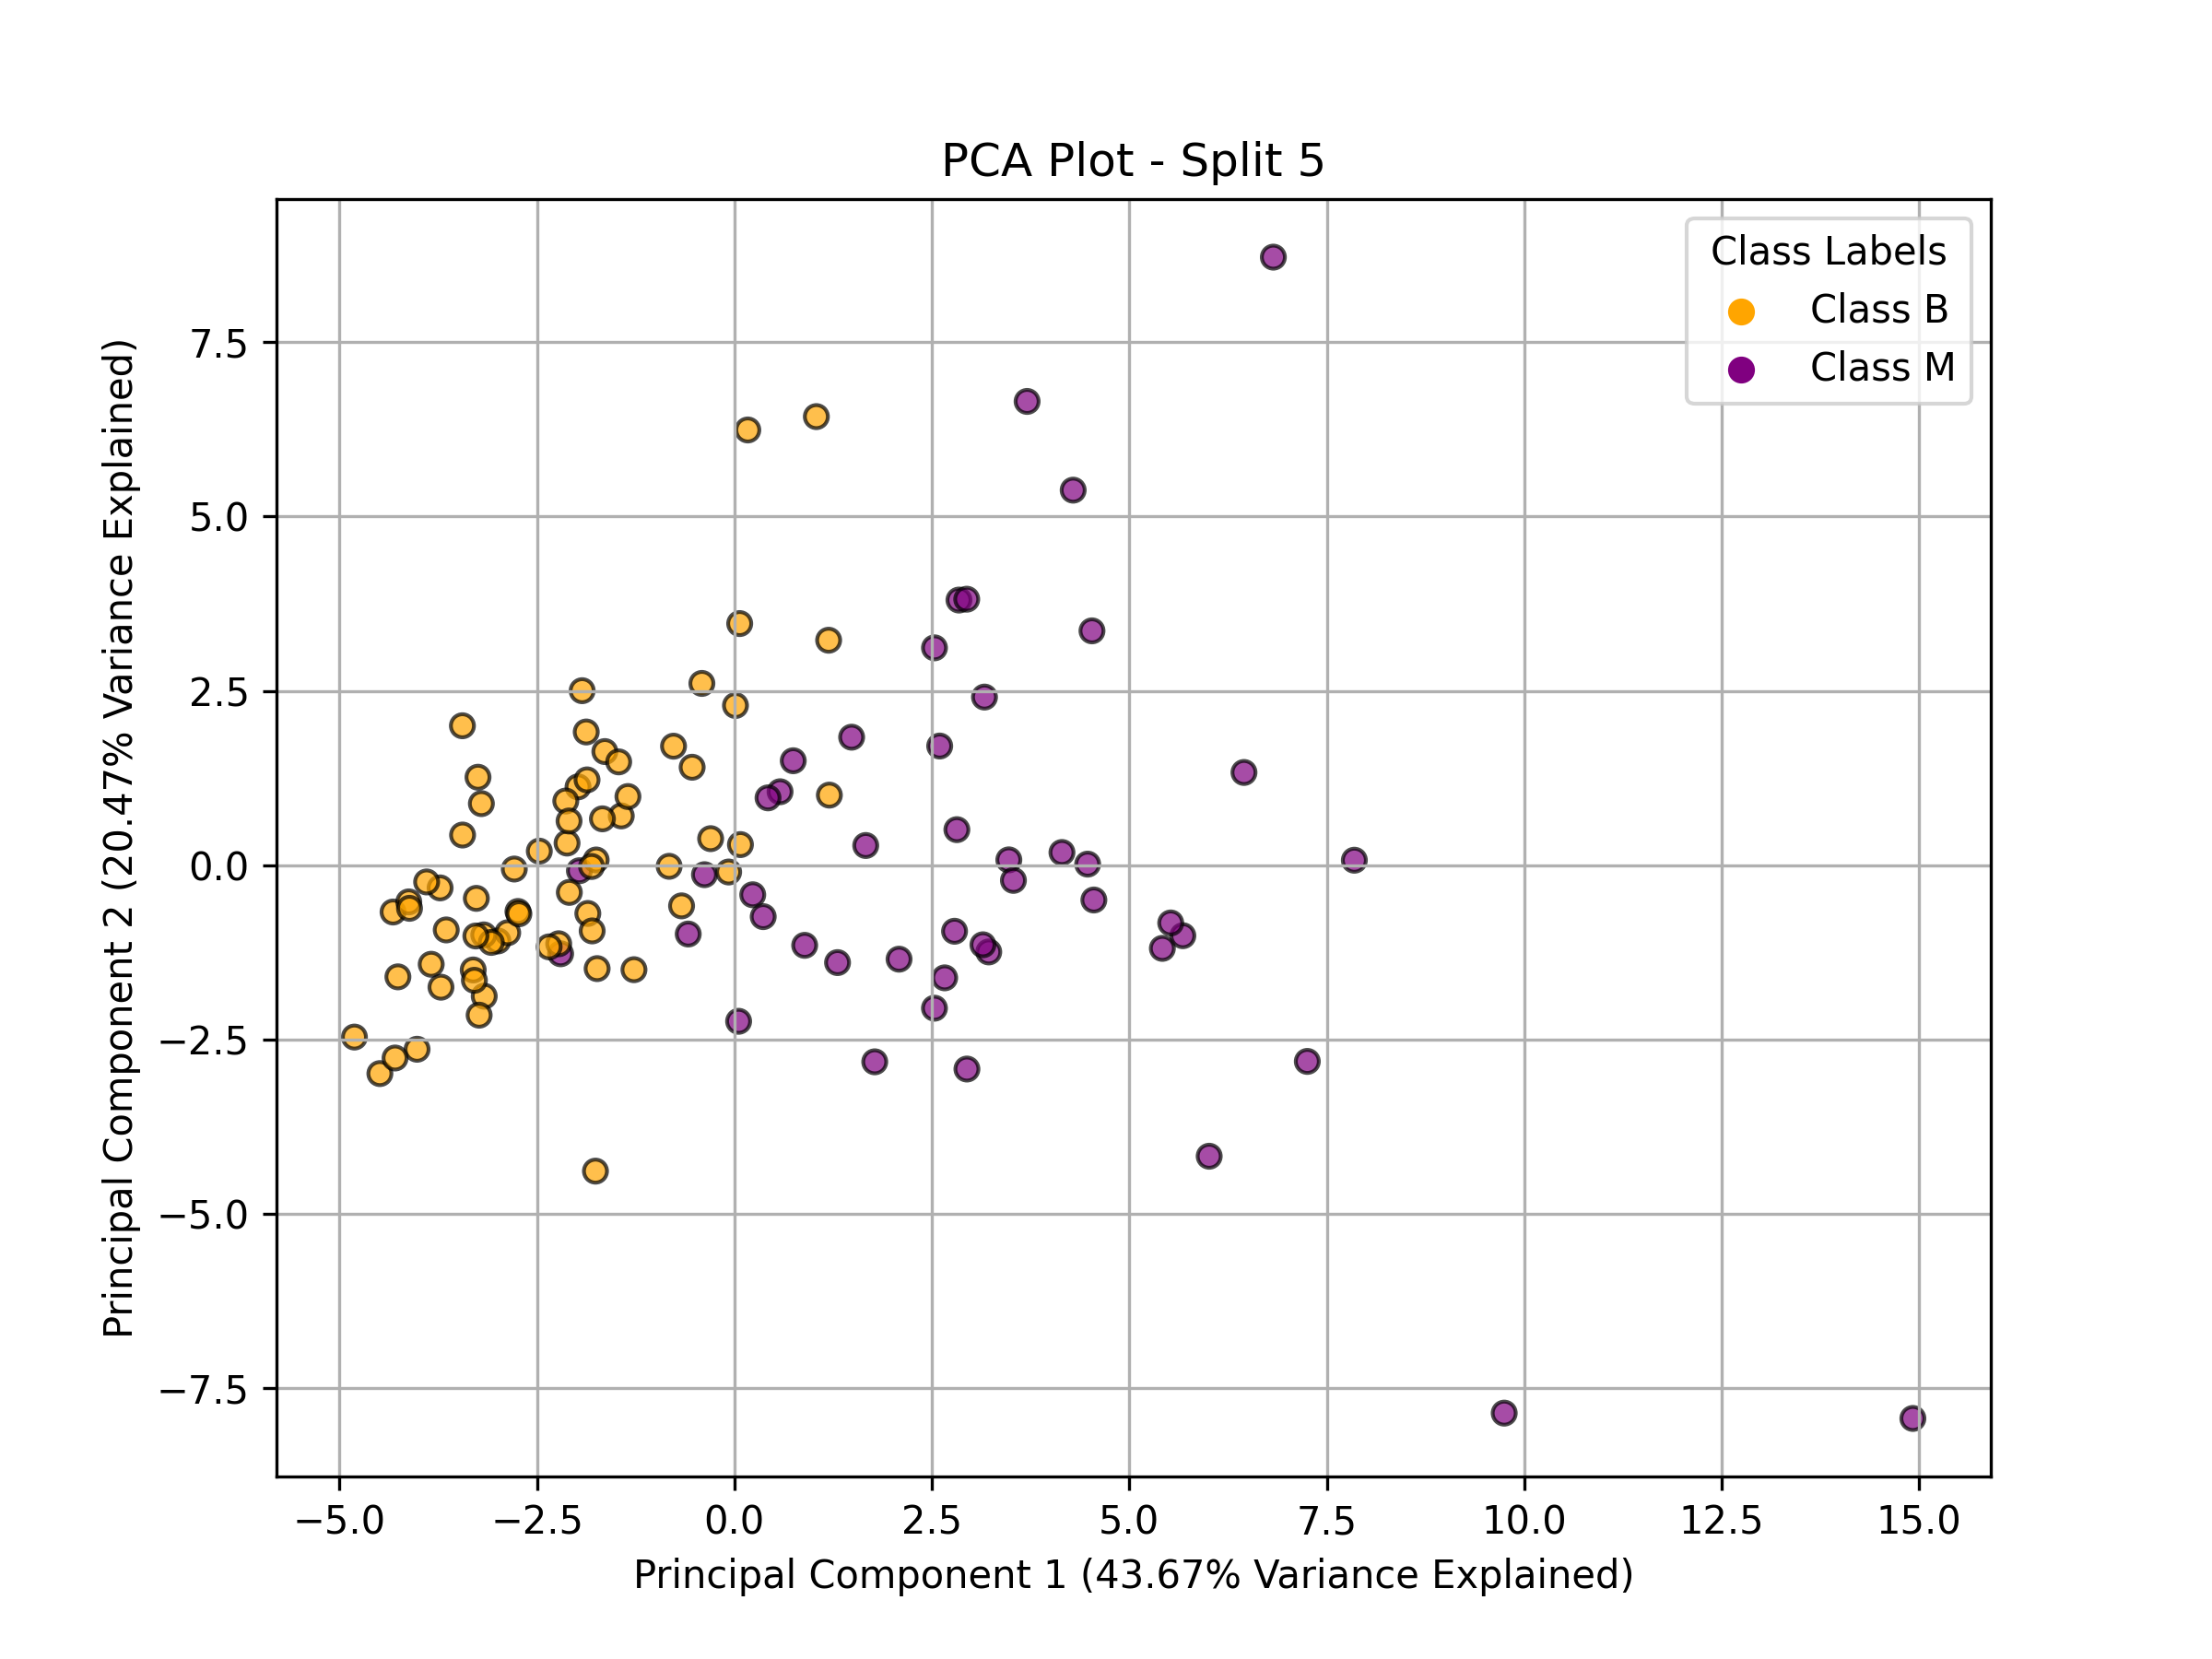 PCA Plot - Split 5
Class Labels
Class B
Class M
Principal Component 2 (20.47% Variance Explained)
7.5
5.0
2.5
0.0
−2.5
−5.0
−7.5
−5.0 −2.5 0.0 2.5 5.0 7.5 10.0 12.5 15.0
Principal Component 1 (43.67% Variance Explained)